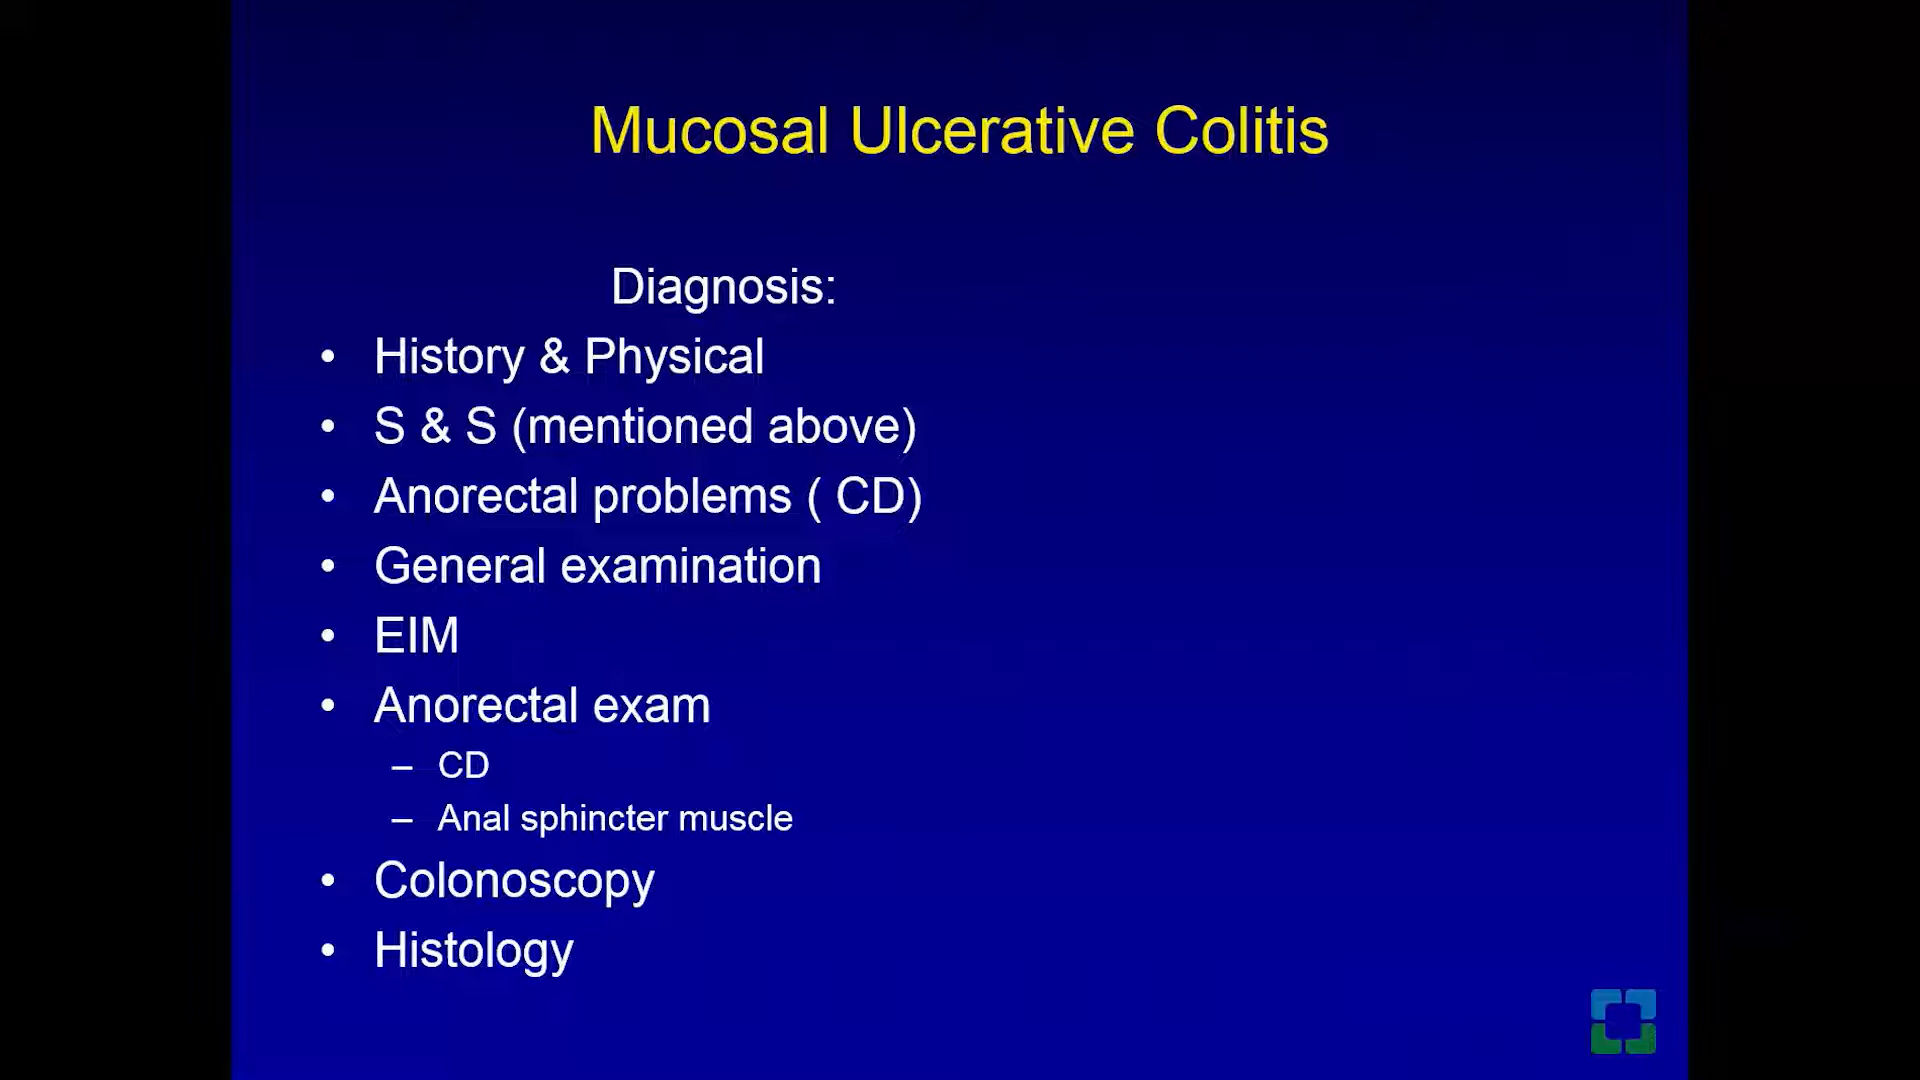 Mucosal Ulcerative Colitis
Diagnosis:
• History & Physical
• S & S (mentioned above)
• Anorectal problems ( CD)
• General examination
• EIM
• Anorectal exam
– CD
– Anal sphincter muscle
• Colonoscopy
• Histology